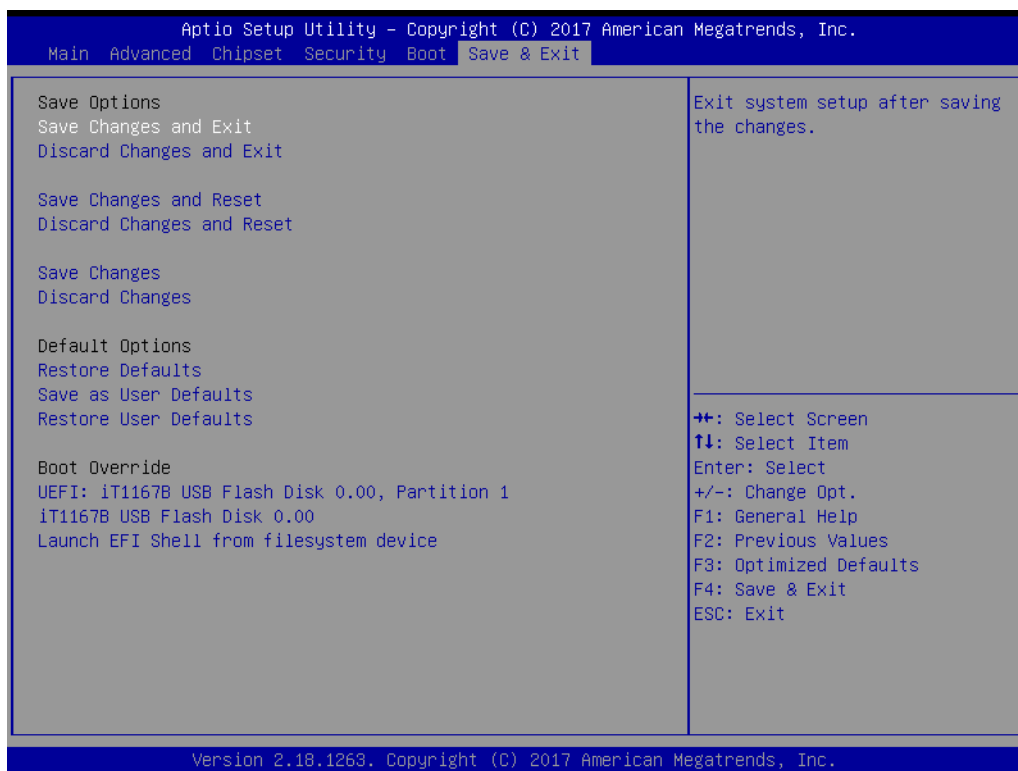 Aptio Setup Utility – Copyright (C) 2017 American Megatrends, Inc.
Main Advanced Chipset Security Boot Save & Exit
Save Options
Save Changes and Exit
Discard Changes and Exit
Save Changes and Reset
Discard Changes and Reset
Save Changes
Discard Changes
Default Options
Restore Defaults
Save as User Defaults
Restore User Defaults
Boot Override
UEFI: iT1167B USB Flash Disk 0.00, Partition 1
iT1167B USB Flash Disk 0.00
Launch EFI Shell from filesystem device
Exit system setup after saving
the changes.
→←: Select Screen
↑↓: Select Item
Enter: Select
+/-: Change Opt.
F1: General Help
F2: Previous Values
F3: Optimized Defaults
F4: Save & Exit
ESC: Exit
Version 2.18.1263. Copyright (C) 2017 American Megatrends, Inc.